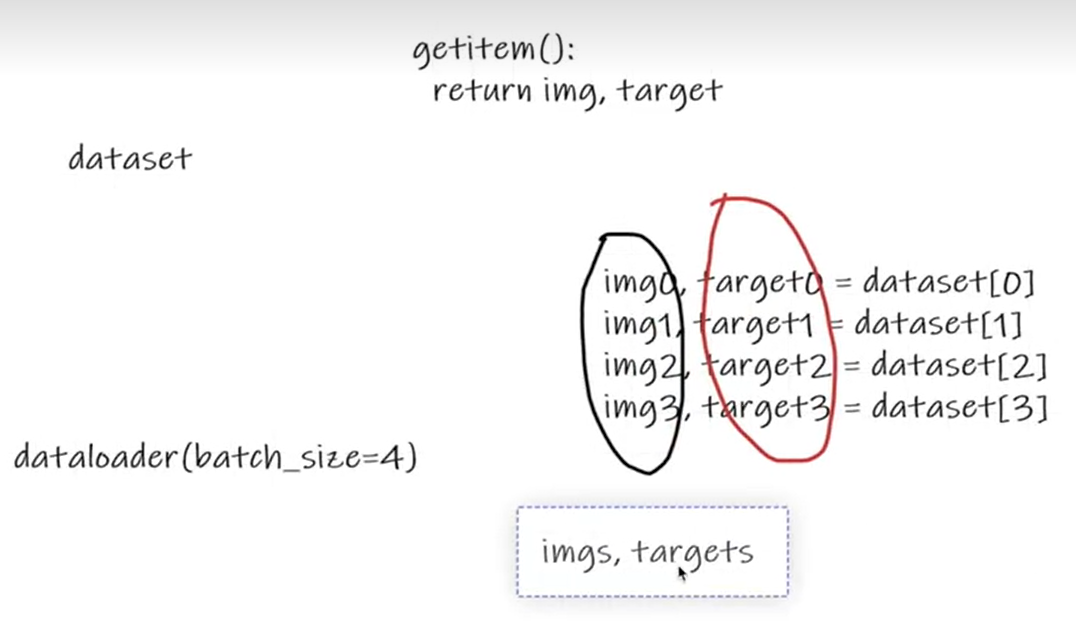 getitem():
return img, target
dataset
img0, target0 = dataset[0]
img1, target1 = dataset[1]
img2, target2 = dataset[2]
img3, target3 = dataset[3]
dataloader(batch_size=4)
imgs, targets